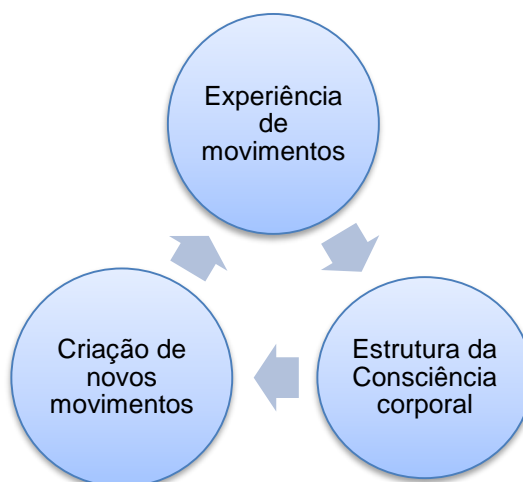 Experiência
de
movimentos
Criação de
novos
movimentos
Estrutura da
Consciência
corporal